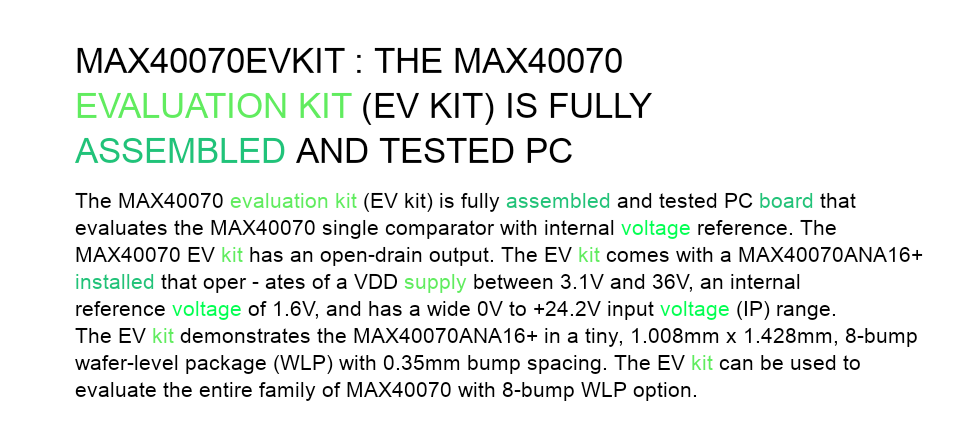 MAX40070EVKIT : THE MAX40070
EVALUATION KIT (EV KIT) IS FULLY
ASSEMBLED AND TESTED PC
The MAX40070 evaluation kit (EV kit) is fully assembled and tested PC board that
evaluates the MAX40070 single comparator with internal voltage reference. The
MAX40070 EV kit has an open-drain output. The EV kit comes with a MAX40070ANA16+
installed that oper - ates of a VDD supply between 3.1V and 36V, an internal
reference voltage of 1.6V, and has a wide 0V to +24.2V input voltage (IP) range.
The EV kit demonstrates the MAX40070ANA16+ in a tiny, 1.008mm x 1.428mm, 8-bump
wafer-level package (WLP) with 0.35mm bump spacing. The EV kit can be used to
evaluate the entire family of MAX40070 with 8-bump WLP option.